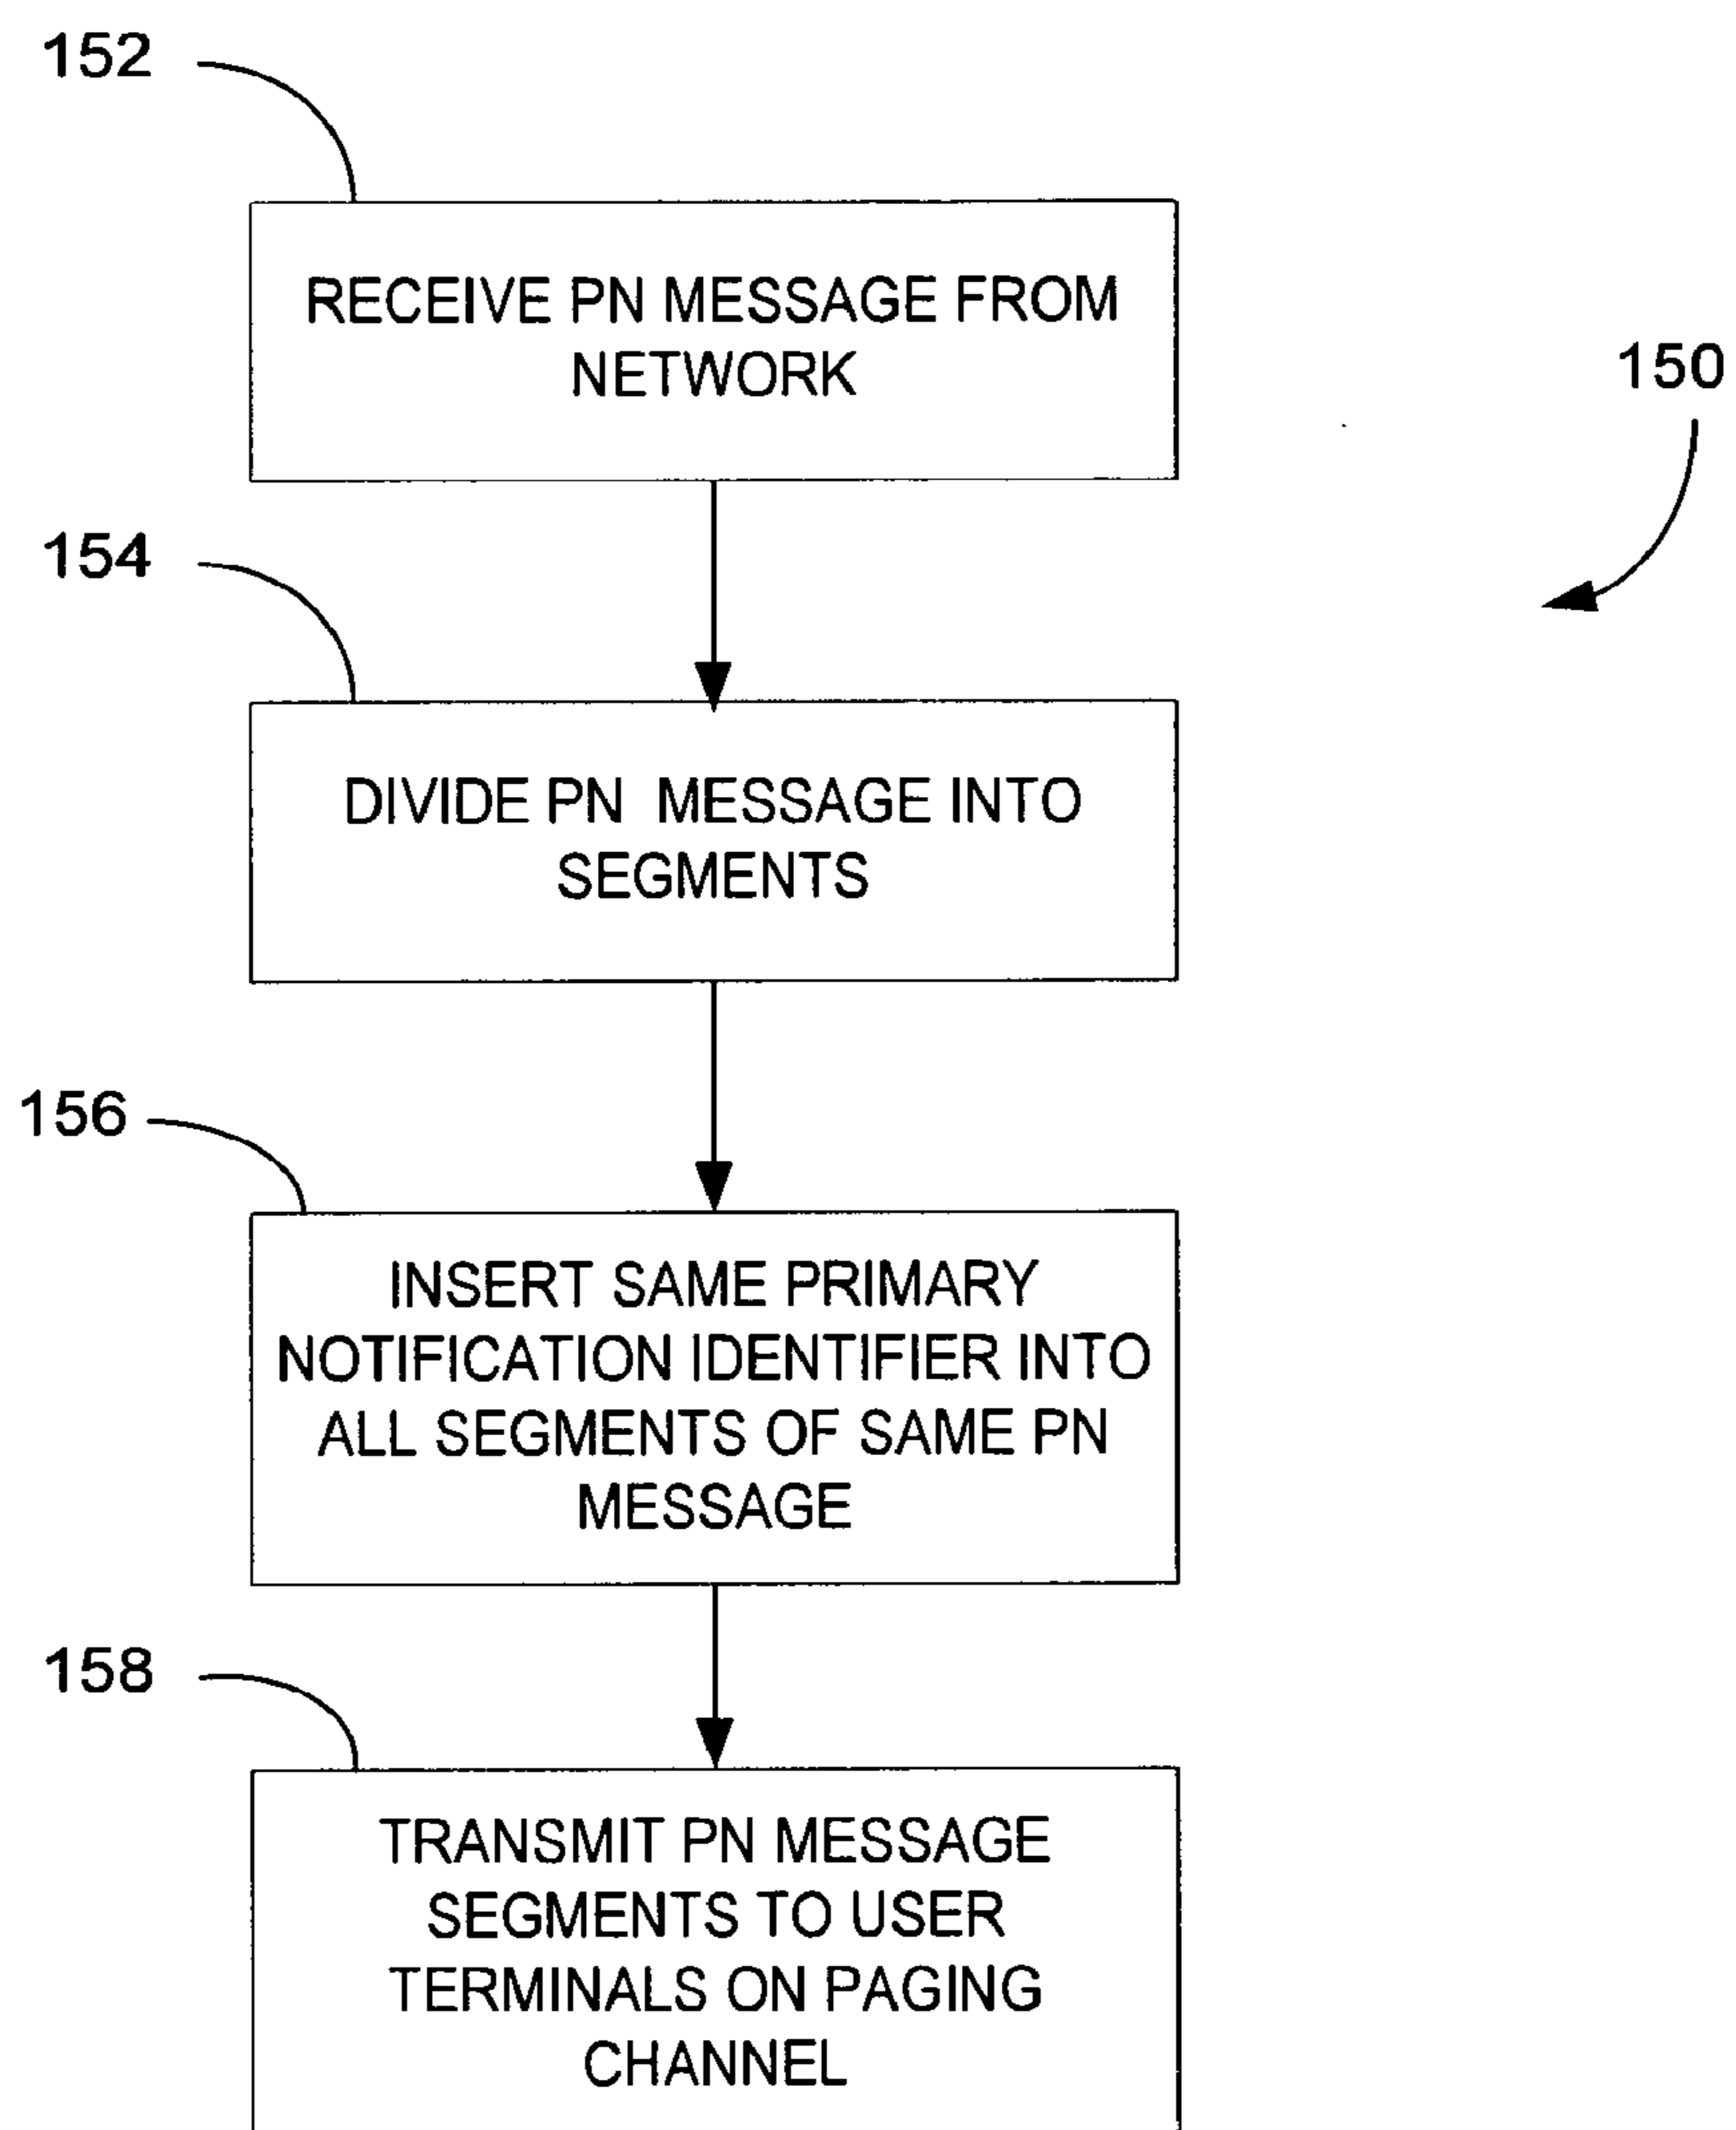 152
RECEIVE PN MESSAGE FROM
NETWORK
150
154
DIVIDE PN MESSAGE INTO
SEGMENTS
156
INSERT SAME PRIMARY
NOTIFICATION IDENTIFIER INTO
ALL SEGMENTS OF SAME PN
MESSAGE
158
TRANSMIT PN MESSAGE
SEGMENTS TO USER
TERMINALS ON PAGING
CHANNEL